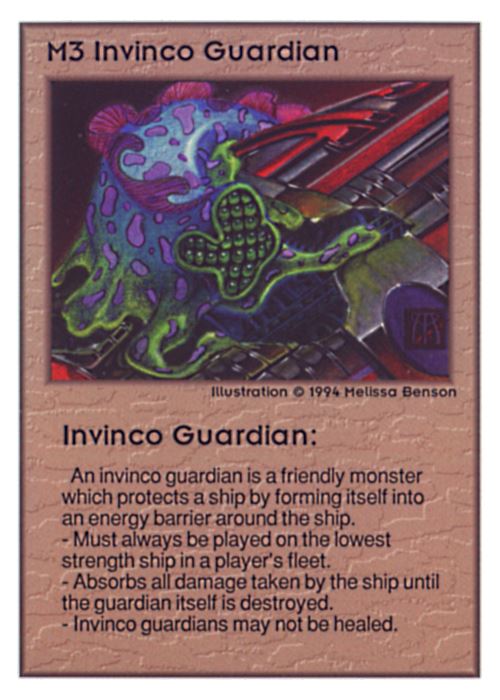 M3 Invinco Guardian
Illustration © 1994 Melissa Benson
Invinco Guardian:
An invinco guardian is a friendly monster
which protects a ship by forming itself into
an energy barrier around the ship.
- Must always be played on the lowest
strength ship in a player's fleet.
- Absorbs all damage taken by the ship until
the guardian itself is destroyed.
- Invinco guardians may not be healed.